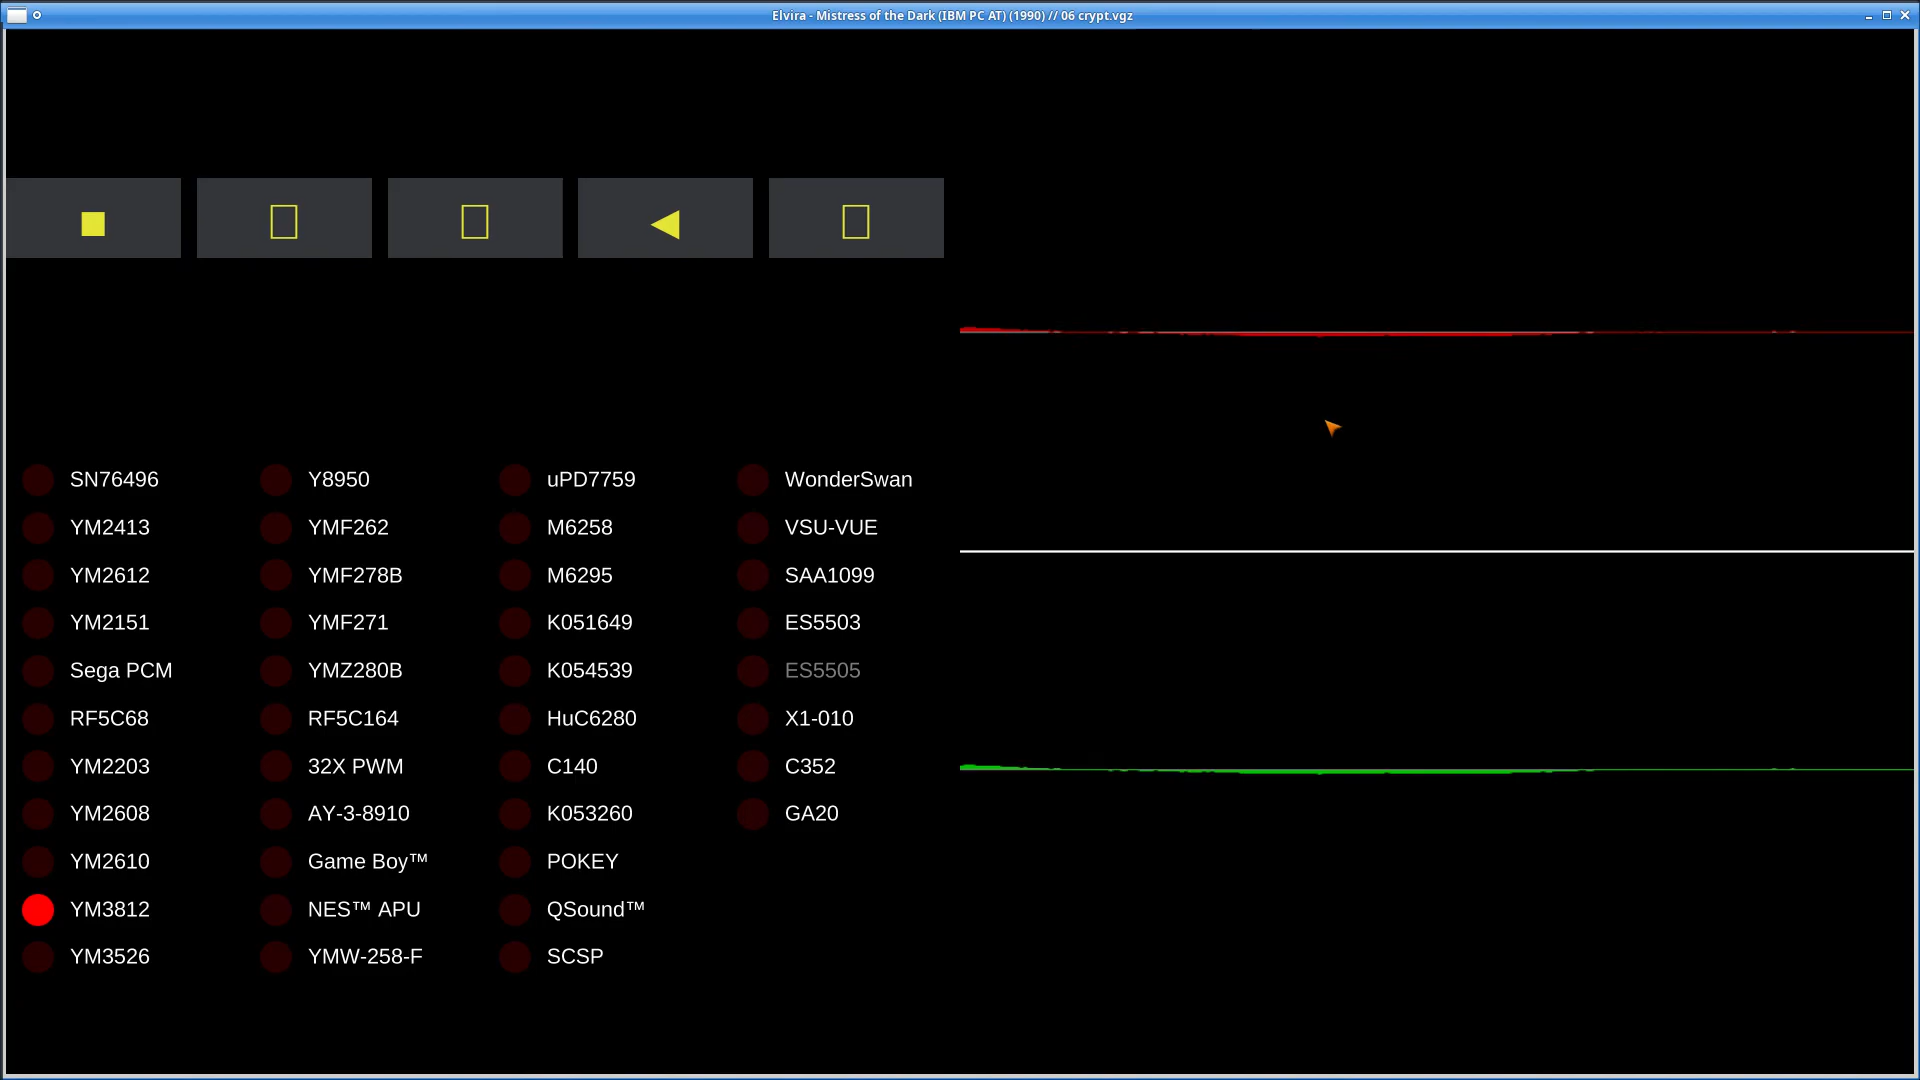 Elvira - Mistress of the Dark (IBM PC AT) (1990) // 06 crypt.vgz
SN76496
YM2413
YM2612
YM2151
Sega PCM
RF5C68
YM2203
YM2608
YM2610
YM3812
YM3526
Y8950
YMF262
YMF278B
YMF271
YMZ280B
RF5C164
32X PWM
AY-3-8910
Game Boy™
NES™ APU
YMW-258-F
uPD7759
M6258
M6295
K051649
K054539
HuC6280
C140
K053260
POKEY
QSound™
SCSP
WonderSwan
VSU-VUE
SAA1099
ES5503
ES5505
X1-010
C352
GA20